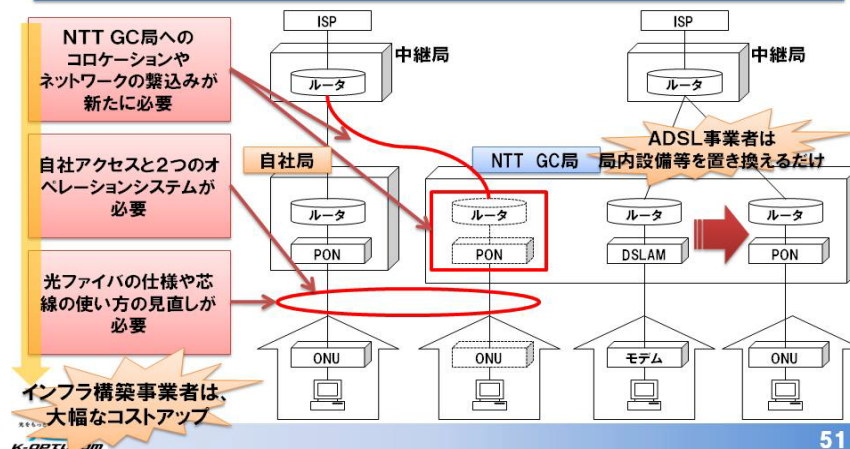 NTT GC局への
コロケーションや
ネットワークの繋込みが
新たに必要
自社アクセスと2つのオ
ペレーションシステムが
必要
光ファイバの仕様や芯
線の使い方の見直しが
必要
インフラ構築事業者は、
大幅なコストアップ
ISP
中継局
ルータ
自社局
ルータ
PON
ONU
NTT GC局
ルータ
PON
ONU
ISP
中継局
ルータ
ADSL事業者は
局内設備等を置き換えるだけ
ルータ
DSLAM
モデム
ルータ
PON
ONU
51